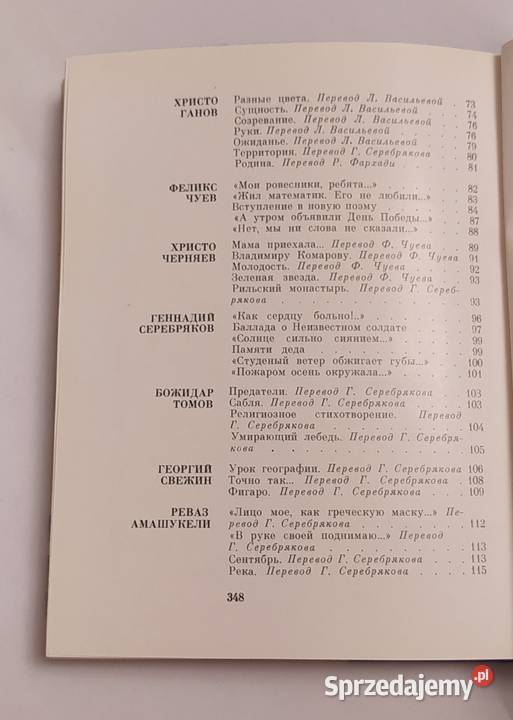 ХРИСТО ГАНОВ
Разные цвета. Перевод Л. Васильевой . 73
Сущность. Перевод Л. Васильевой . . 74
Созревание. Перевод Л. Васильевой . . 76
Руки. Перевод Л. Васильевой . . . . 76
Ожиданье. Перевод Л. Васильевой . . 79
Территория. Перевод Г. Серебрякова . 80
Родина. Перевод Р. Фархади . . . . 81
ФЕЛИКС ЧУЕВ
«Мои ровесники, ребята...» . . . . . 82
«Жил математик. Его не любили...» . . 83
Вступление в новую поэму . . . . . 84
«А утром объявили День Победы...» . . 87
«Нет, мы ни слова не сказали...» . . . 88
ХРИСТО ЧЕРНЯЕВ
Мама приехала... Перевод Ф. Чуева . . 89
Владимиру Комарову. Перевод Ф. Чуева 91
Молодость. Перевод Ф. Чуева . . . . 92
Зеленая звезда. Перевод Ф. Чуева . . 93
Рильский монастырь. Перевод Г. Сереб-
рякова . . . . . . . . . . . 93
ГЕННАДИЙ СЕРЕБРЯКОВ
«Как сердцу больно!..» . . . . . . 96
Баллада о Неизвестном солдате . . . 97
«Солнце сильно сиянием...» . . . . . 99
Памяти деда . . . . . . . . . 99
«Студеный ветер обжигает губы...» . . 100
«Пожаром осень окружала...» . . . . 101
БОЖИДАР ТОМОВ
Предатели. Перевод Г. Серебрякова . . 103
Сабля. Перевод Г. Серебрякова . . . . 103
Религиозное стихотворение. Перевод
Г. Серебрякова . . . . . . . . . 104
Умирающий лебедь. Перевод Г. Серебря-
кова . . . . . . . . . . . . 105
ГЕОРГИЙ СВЕЖИН
Урок географии. Перевод Г. Серебрякова 106
Точно так... Перевод Г. Серебрякова . . 108
Фигаро. Перевод Г. Серебрякова . . . 109
РЕВАЗ АМАШУКЕЛИ
«Лицо мое, как греческую маску...» Пе-
ревод Г. Серебрякова . . . . . . . 112
«В руке своей поднимаю...» Перевод
Г. Серебрякова . . . . . . . . . 113
Сентябрь. Перевод Г. Серебрякова . . . 113
Река. Перевод Г. Серебрякова . . . . 115
348
Sprzedajemy.pl